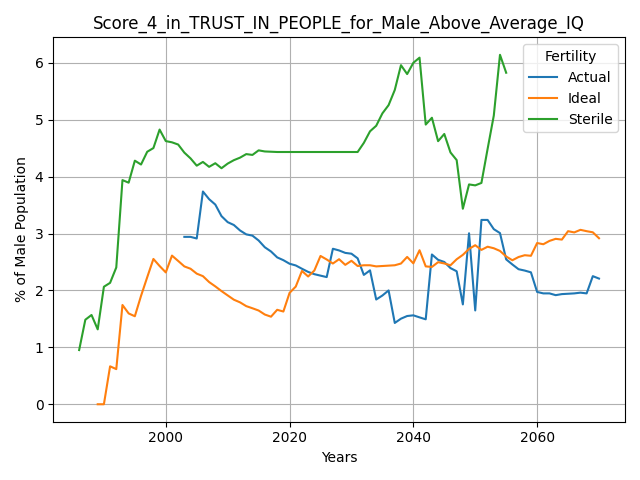 Score_4_in_TRUST_IN_PEOPLE_for_Male_Above_Average_IQ
Fertility
Actual
Ideal
Sterile
% of Male Population
6
5
4
3
2
1
0
2000 2020 2040 2060
Years